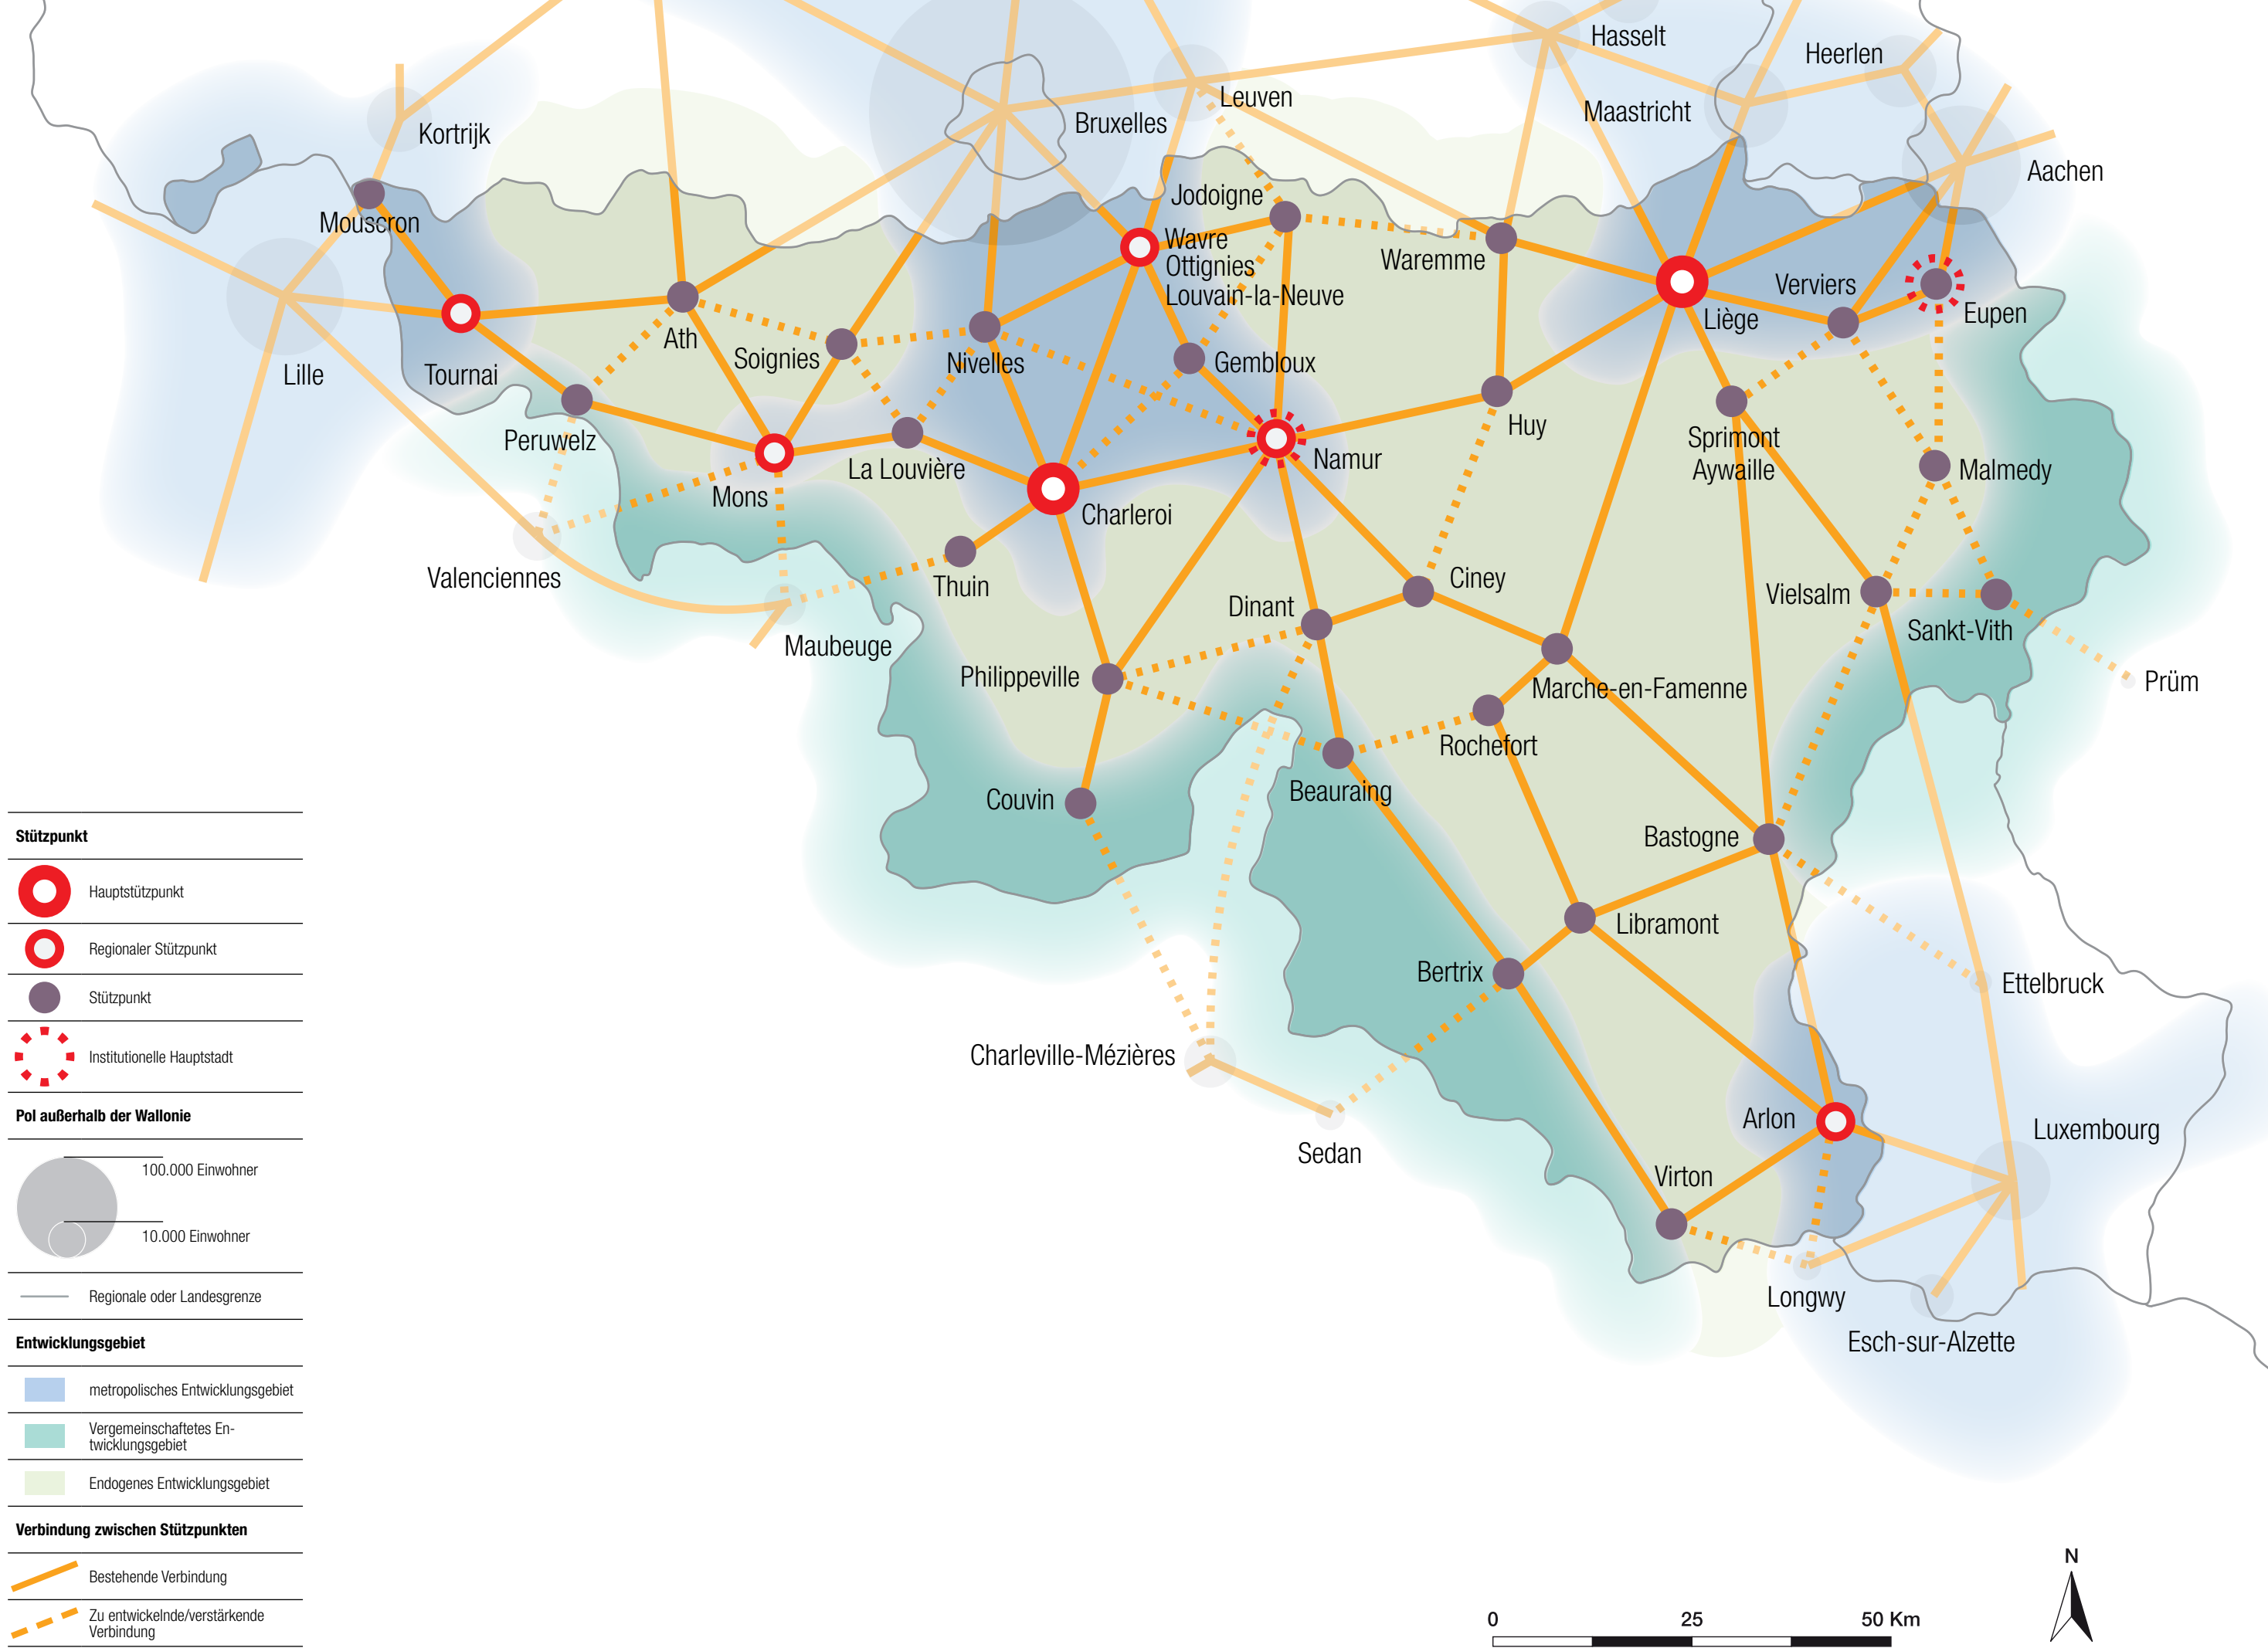 Hasselt
Heerlen
Leuven
Maastricht
Bruxelles
Kortrijk
Aachen
Jodoigne
Mouscron
Wavre
Ottignies
Louvain-la-Neuve
Waremme
Verviers
Liège
Eupen
Ath
Soignies
Nivelles
Gembloux
Lille
Tournai
Huy
Peruwelz
Sprimont
Aywaille
La Louvière
Namur
Malmedy
Mons
Charleroi
Valenciennes
Thuin
Ciney
Vielsalm
Dinant
Sankt-Vith
Maubeuge
Philippeville
Marche-en-Famenne
Prüm
Rochefort
Couvin
Beauraing
Bastogne
Libramont
Bertrix
Ettelbruck
Charleville-Mézières
Arlon
Luxembourg
Sedan
Virton
Longwy
Esch-sur-Alzette
Stützpunkt
Hauptstützpunkt
Regionaler Stützpunkt
Stützpunkt
Institutionelle Hauptstadt
Pol außerhalb der Wallonie
100.000 Einwohner
10.000 Einwohner
Regionale oder Landesgrenze
Entwicklungsgebiet
metropolisches Entwicklungsgebiet
Vergemeinschaftetes En-
twicklungsgebiet
Endogenes Entwicklungsgebiet
Verbindung zwischen Stützpunkten
Bestehende Verbindung
Zu entwickelnde/verstärkende
Verbindung
N
0 25 50 Km